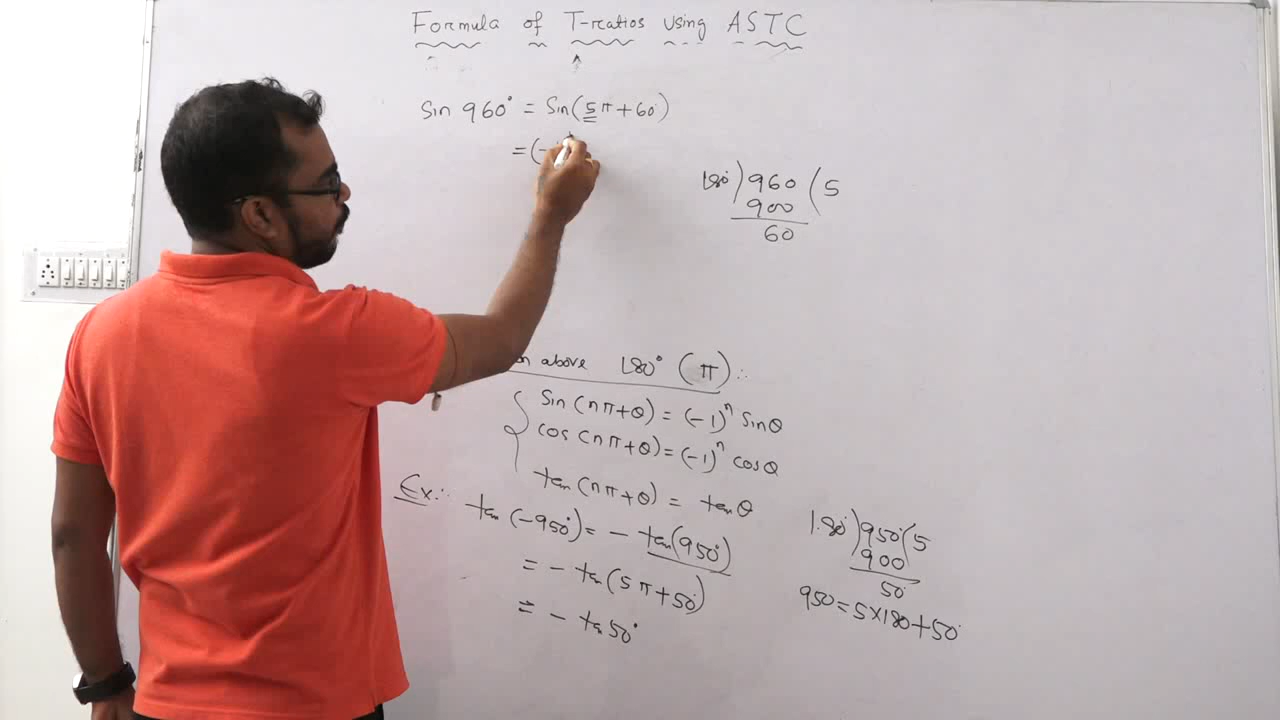 Formula of T-ratios using ASTC
Sin 960° = Sin(5π+60°)
= (-
180°)960(5
900
60
above 180° (π) :-
Sin (nπ+θ) = (-1)ⁿ Sinθ
cos (nπ+θ) = (-1)ⁿ cosθ
tan (nπ+θ) = tanθ
Ex:-
tan (-950°) = - tan(950°)
= - tan(5π+50°)
= - tan 50°
180°)950°(5
900
50°
950 = 5×180+50°